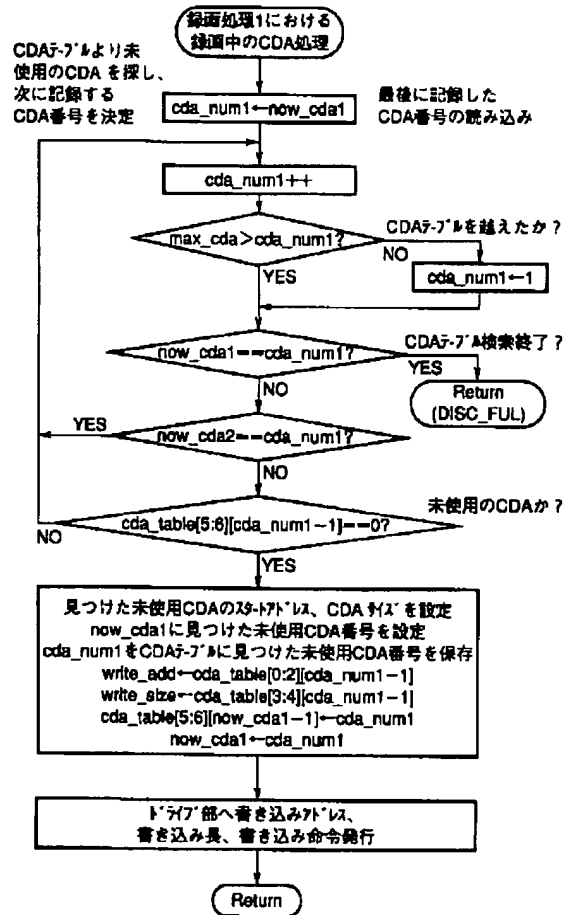 録画処理1における
録画中のCDA処理
CDAテーブルより未
使用のCDA を探し、
次に記録する
CDA番号を決定
cda_num1←now_cda1
最後に記録した
CDA番号の読み込み
cda_num1++
max_cda>cda_num1?
CDAテーブルを越えたか?
NO
YES
cda_num1←1
now_cda1==cda_num1?
CDAテーブル検索終了?
YES
NO
Return
(DISC_FUL)
YES
now_cda2==cda_num1?
NO
未使用のCDAか?
cda_table[5:6][cda_num1-1]==0?
NO
YES
見つけた未使用CDAのスタートアドレス、CDA サイズを設定
now_cda1に見つけた未使用CDA番号を設定
cda_num1をCDAテーブルに見つけた未使用CDA番号を保存
write_add←cda_table[0:2][cda_num1-1]
write_size←cda_table[3:4][cda_num1-1]
cda_table[5:6][now_cda1-1]←cda_num1
now_cda1←cda_num1
ドライブ部へ書き込みアドレス、
書き込み長、書き込み命令発行
Return